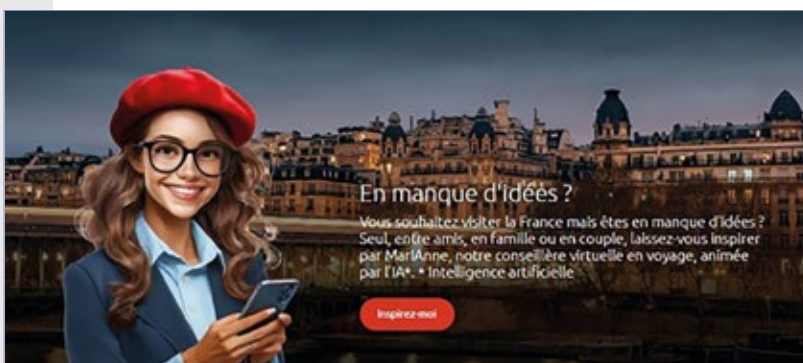 En manque d'idées ?
Vous souhaitez visiter la France mais êtes en manque d'idées ?
Seul, entre amis, en famille ou en couple, laissez-vous inspirer
par MarIAnne, notre conseillère virtuelle en voyage, animée
par l'IA*. * Intelligence artificielle
Inspirez-moi